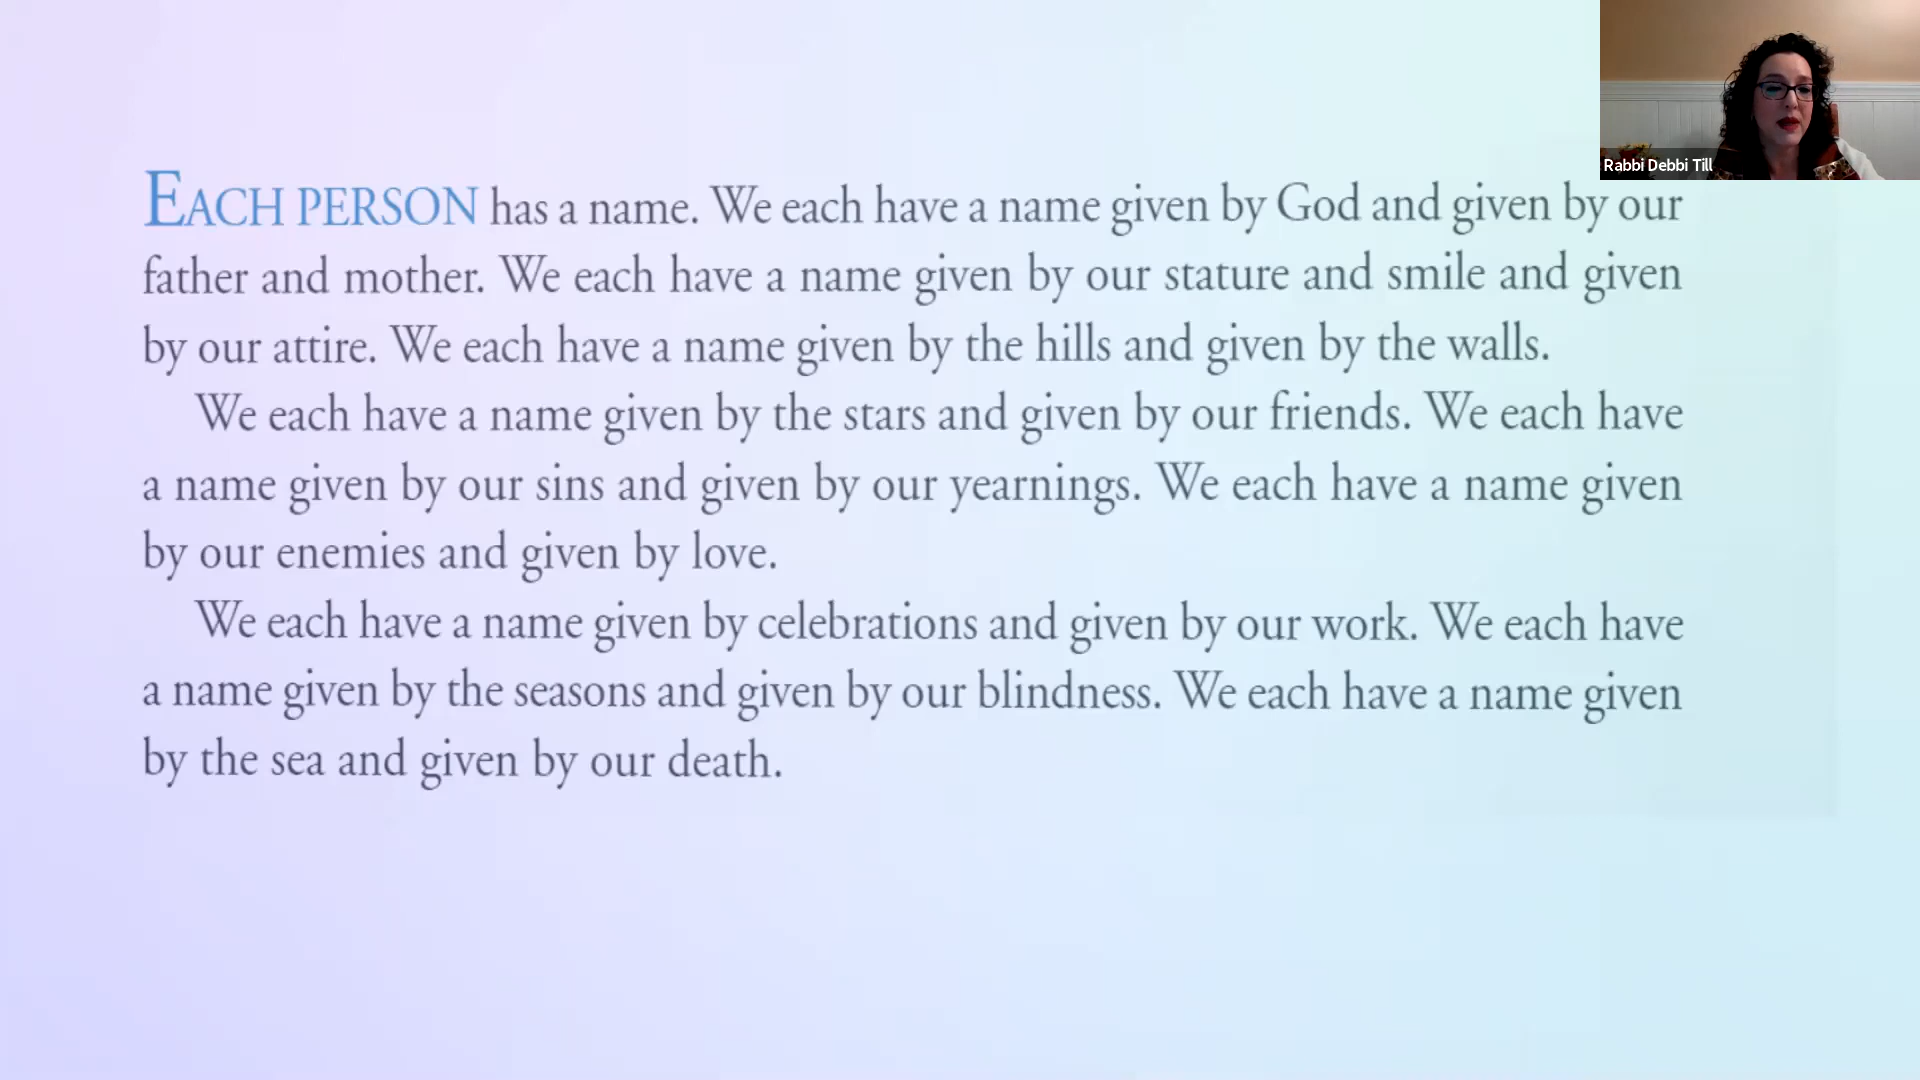 Rabbi Debbi Till
EACH PERSON has a name. We each have a name given by God and given by our
father and mother. We each have a name given by our stature and smile and given
by our attire. We each have a name given by the hills and given by the walls.
We each have a name given by the stars and given by our friends. We each have
a name given by our sins and given by our yearnings. We each have a name given
by our enemies and given by love.
We each have a name given by celebrations and given by our work. We each have
a name given by the seasons and given by our blindness. We each have a name given
by the sea and given by our death.